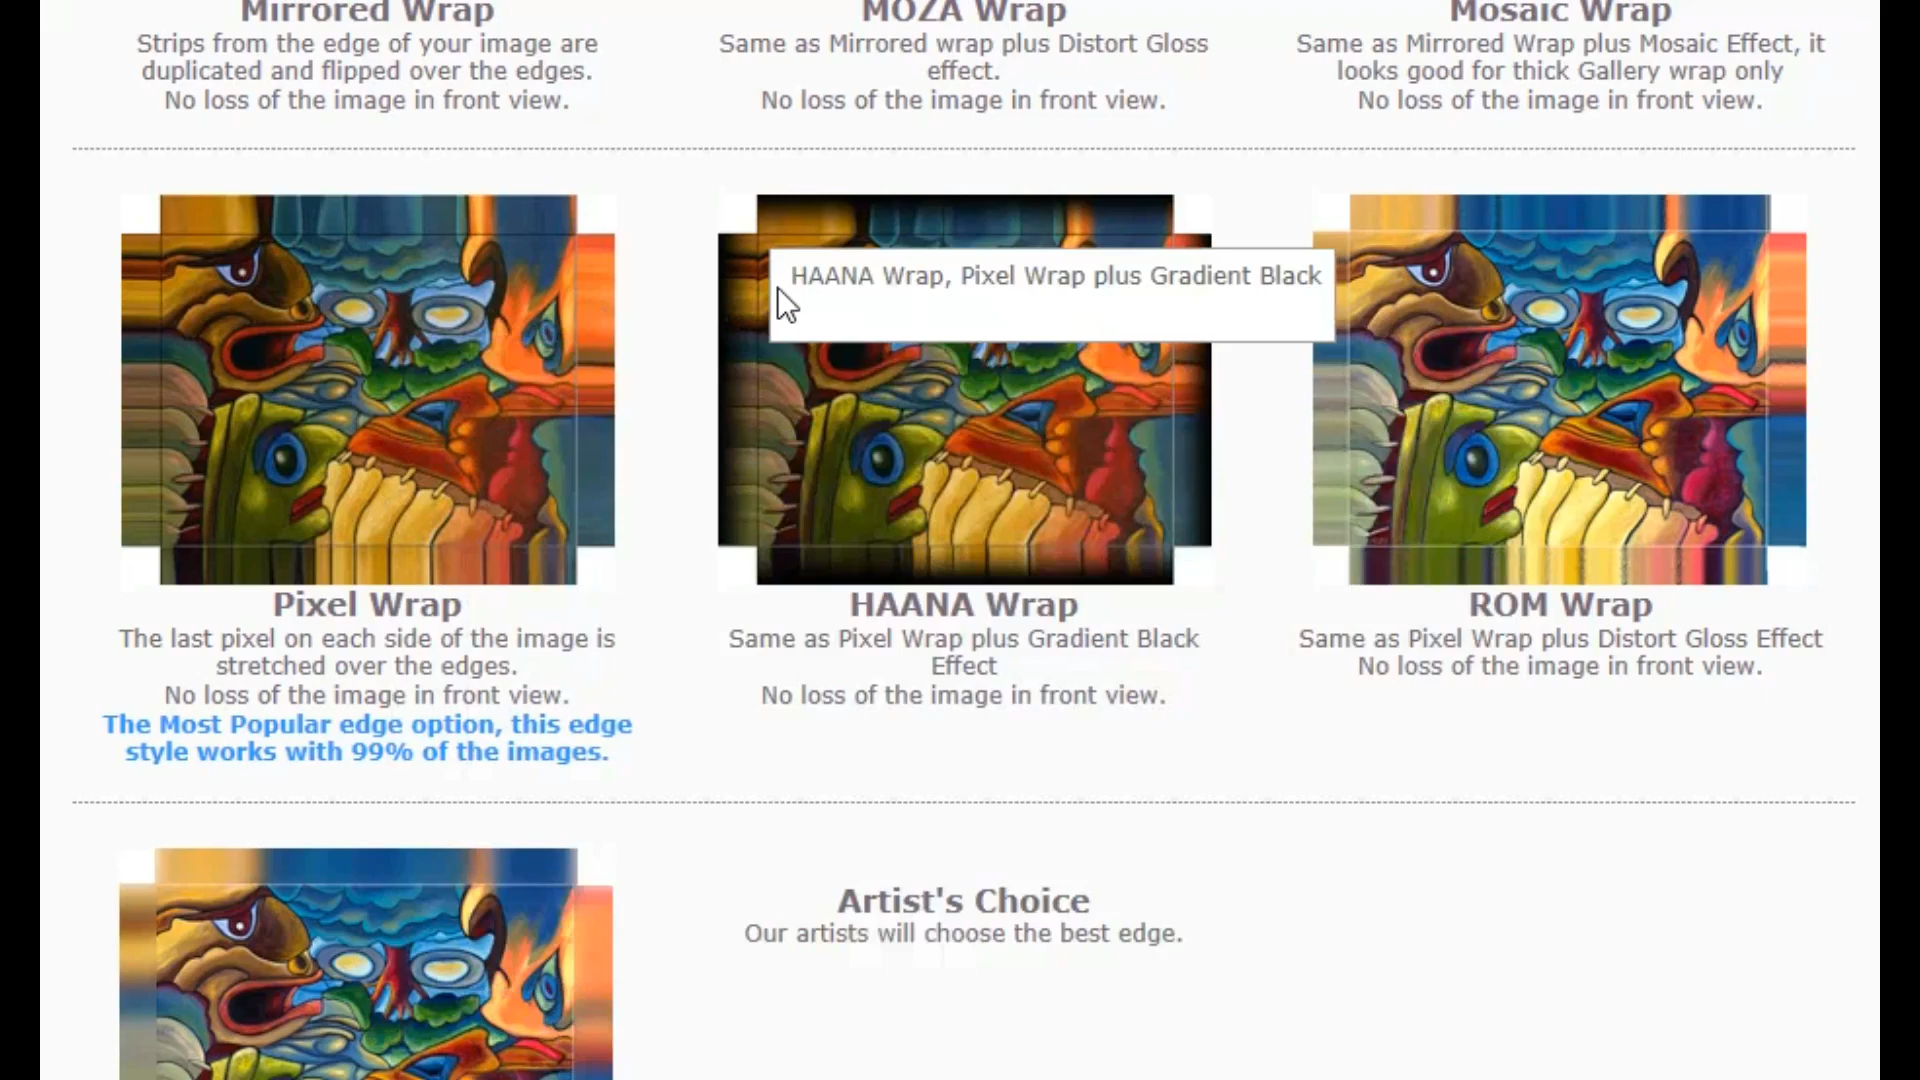 Mirrored Wrap
Strips from the edge of your image are
duplicated and flipped over the edges.
No loss of the image in front view.
MOZA Wrap
Same as Mirrored wrap plus Distort Gloss
effect.
No loss of the image in front view.
Mosaic Wrap
Same as Mirrored Wrap plus Mosaic Effect, it
looks good for thick Gallery wrap only
No loss of the image in front view.
HAANA Wrap, Pixel Wrap plus Gradient Black
Pixel Wrap
The last pixel on each side of the image is
stretched over the edges.
No loss of the image in front view.
The Most Popular edge option, this edge
style works with 99% of the images.
HAANA Wrap
Same as Pixel Wrap plus Gradient Black
Effect
No loss of the image in front view.
ROM Wrap
Same as Pixel Wrap plus Distort Gloss Effect
No loss of the image in front view.
Artist's Choice
Our artists will choose the best edge.